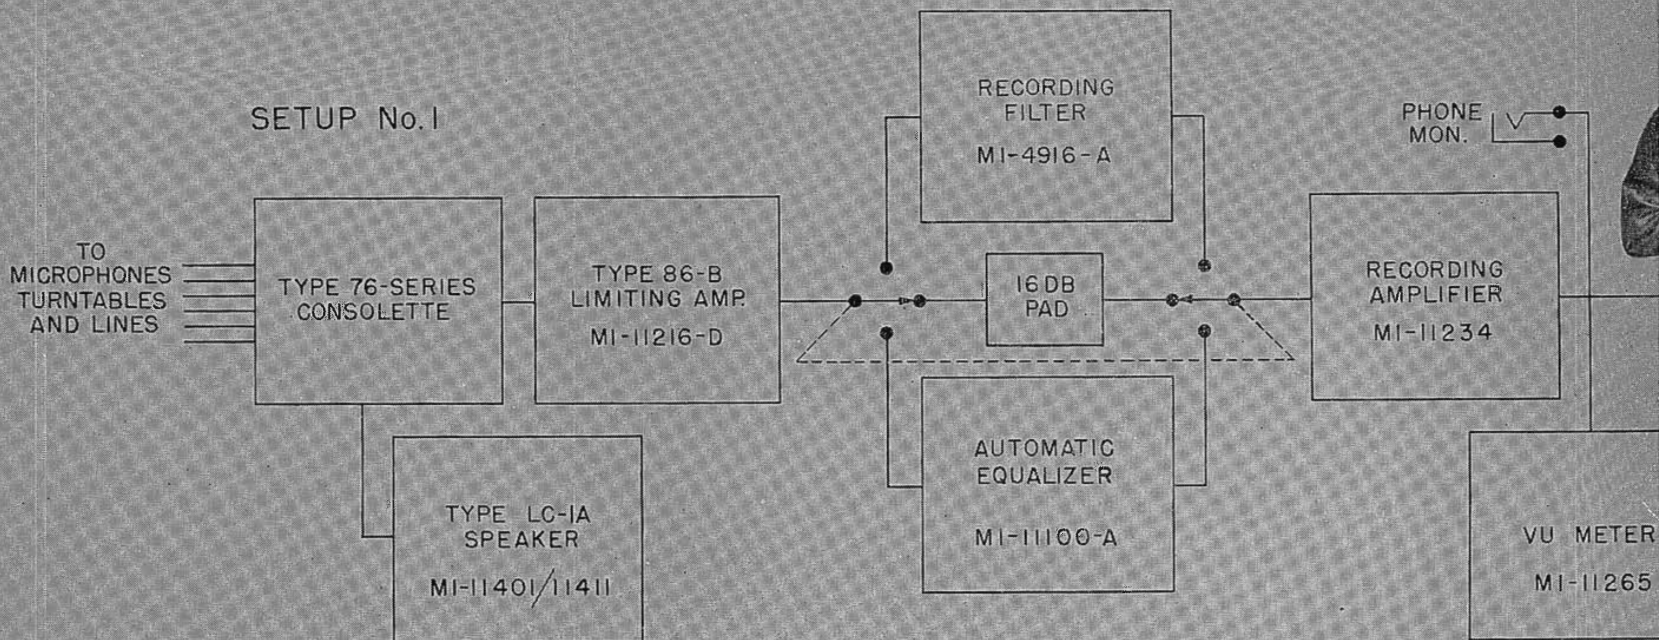 SETUP No.1
TO
MICROPHONES
TURNTABLES
AND LINES
TYPE 76-SERIES
CONSOLETTE
TYPE 86-B
LIMITING AMP.
MI-11216-D
RECORDING
FILTER
MI-4916-A
16 DB
PAD
AUTOMATIC
EQUALIZER
MI-11100-A
PHONE
MON.
RECORDING
AMPLIFIER
MI-11234
TYPE LC-1A
SPEAKER
MI-11401/11411
VU METER
MI-11265